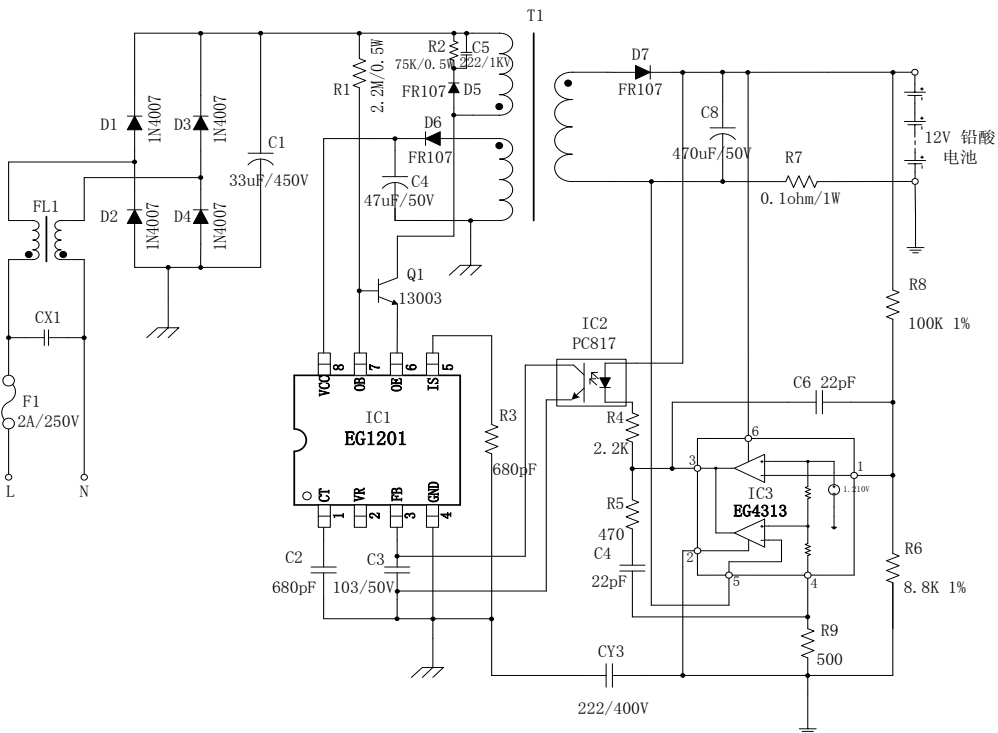 T1
R2
C5
75K/0.5W
222/1KV
R1
2.2M/0.5W
FR107
D5
D7
FR107
C8
470uF/50V
R7
0.1ohm/1W
12V 铅酸
电池
D1
1N4007
D3
1N4007
C1
33uF/450V
D6
FR107
C4
47uF/50V
FL1
D2
1N4007
D4
1N4007
Q1
13003
R8
100K 1%
CX1
IC2
PC817
F1
2A/250V
8
7
6
5
VCC
OB
OE
IS
IC1
EG1201
CT
VR
FB
GND
1
2
3
4
R3
680pF
R4
2.2K
C6
22pF
6
3
1
1.210V
IC3
EG4313
2
5
4
R5
470
C4
22pF
L
N
C2
680pF
C3
103/50V
R6
8.8K 1%
R9
500
CY3
222/400V